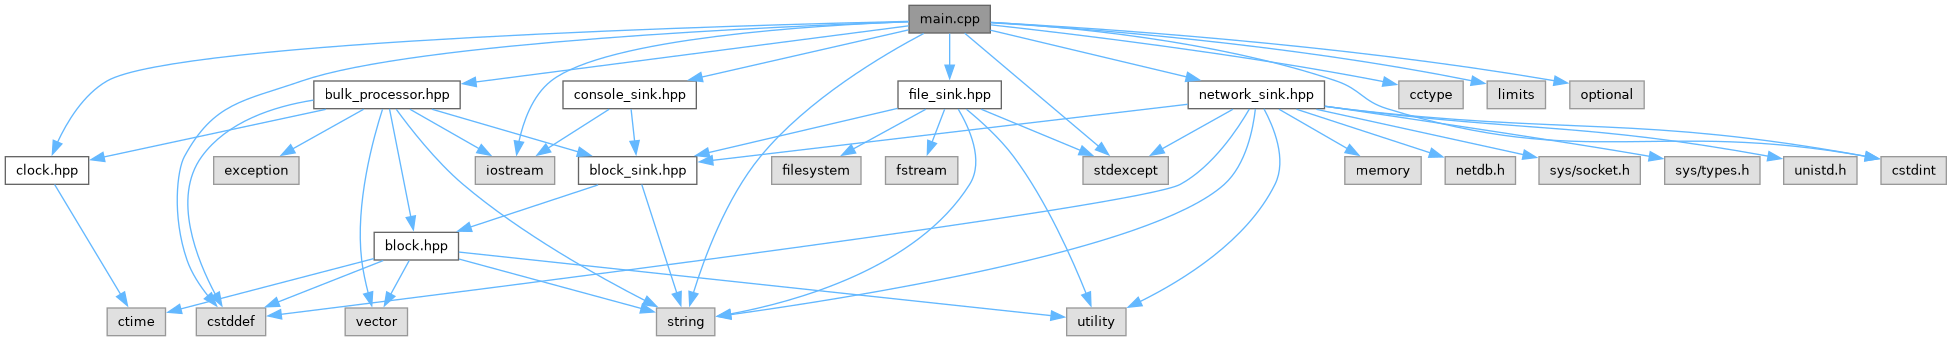 main.cpp
bulk_processor.hpp
console_sink.hpp
file_sink.hpp
network_sink.hpp
cctype
limits
optional
clock.hpp
exception
iostream
block_sink.hpp
filesystem
fstream
stdexcept
memory
netdb.h
sys/socket.h
sys/types.h
unistd.h
cstdint
block.hpp
ctime
cstddef
vector
string
utility